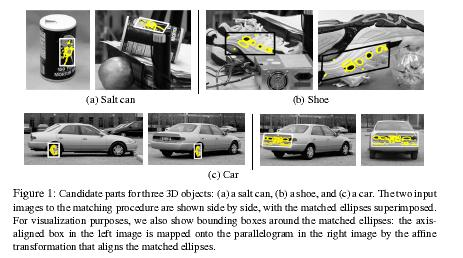 (a) Salt can
(b) Shoe
(c) Car
Figure 1: Candidate parts for three 3D objects: (a) a salt can, (b) a shoe, and (c) a car. The two input
images to the matching procedure are shown side by side, with the matched ellipses superimposed.
For visualization purposes, we also show bounding boxes around the matched ellipses: the axis-
aligned box in the left image is mapped onto the parallelogram in the right image by the affine
transformation that aligns the matched ellipses.